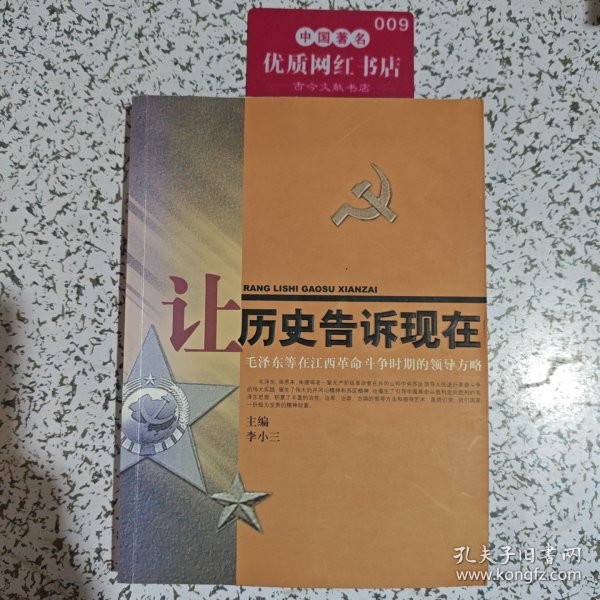 009
中国著名
优质网红书店
古今文献书店
RANG LISHI GAOSU XIANZAI
让历史告诉现在
毛泽东等在江西革命斗争时期的领导方略
主编
李小三
孔夫子旧书网
www.kongfz.com